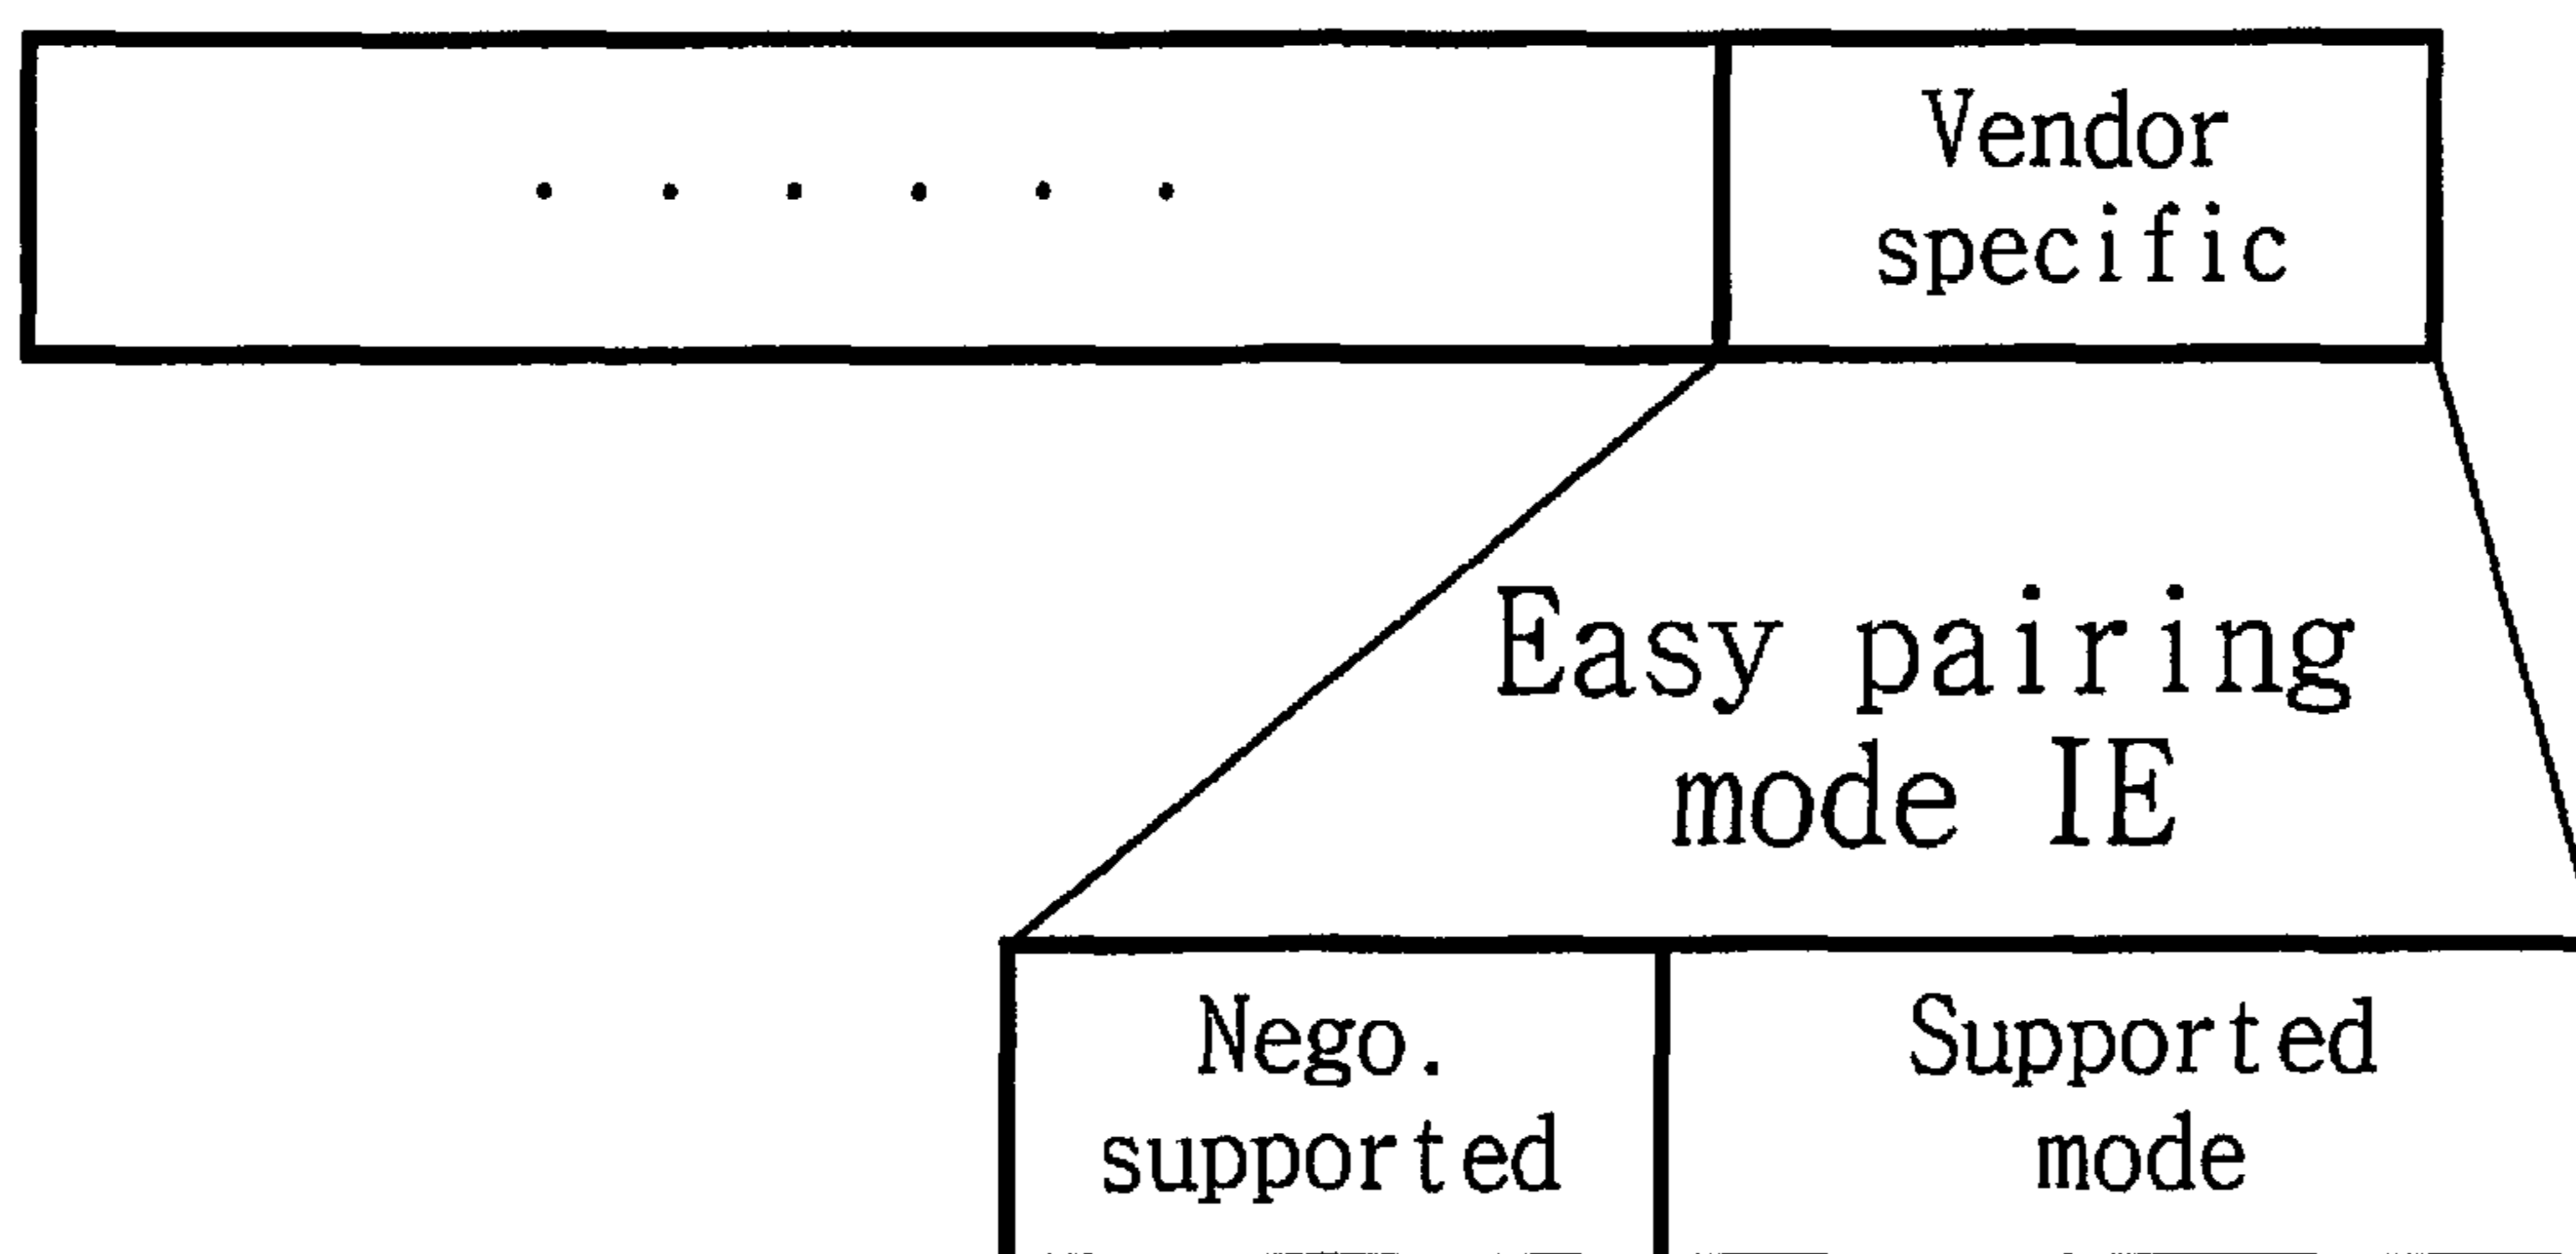 . . . . . .
Vendor
specific
Easy pairing
mode IE
Nego.
supported
Supported
mode